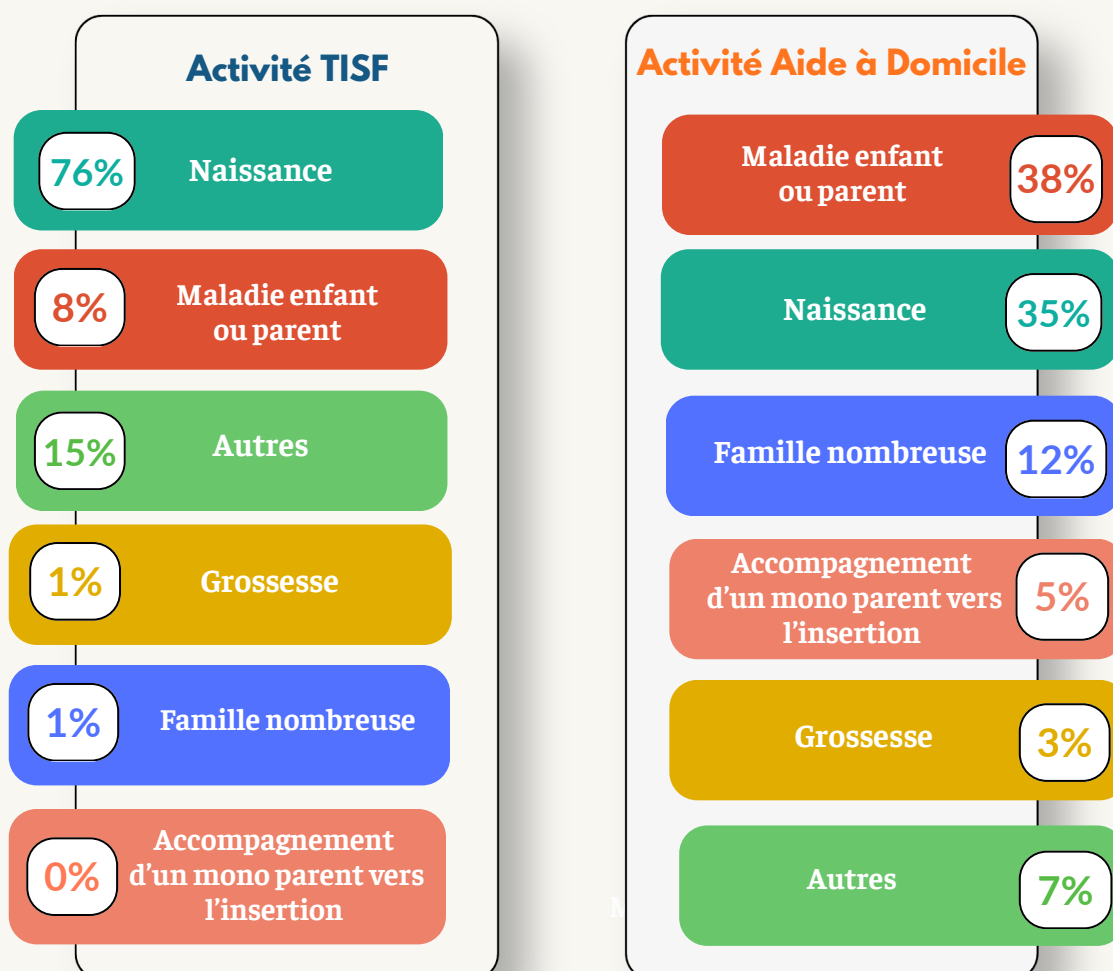 Activité TISF
76%
Naissance
8%
Maladie enfant
ou parent
15%
Autres
1%
Grossesse
1%
Famille nombreuse
0%
Accompagnement
d'un mono parent vers
l'insertion
Activité Aide à Domicile
Maladie enfant
ou parent
38%
Naissance
35%
Famille nombreuse
12%
Accompagnement
d'un mono parent vers
l'insertion
5%
Grossesse
3%
Autres
7%